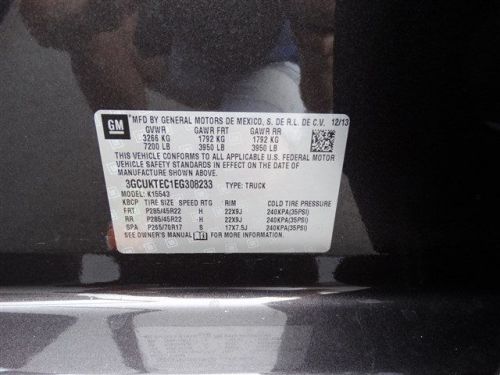 GM MFD BY GENERAL MOTORS DE MEXICO, S. DE R.L. DE C.V. 12/13
GVWR GAWR FRT GAWR RR
3266 KG 1792 KG 1792 KG
7200 LB 3950 LB 3950 LB
THIS VEHICLE CONFORMS TO ALL APPLICABLE U.S. FEDERAL MOTOR
VEHICLE SAFETY STANDARDS IN EFFECT ON THE DATE OF
MANUFACTURE SHOWN ABOVE.
3GCUKTEC1EG308233 TYPE: TRUCK
MODEL: K15543
KBCP TIRE SIZE SPEED RTG RIM COLD TIRE PRESSURE
FRT P285/45R22 H 22X9J 240KPA(35PSI)
RR P285/45R22 H 22X9J 240KPA(35PSI)
SPA P265/70R17 S 17X7.5J 240KPA(35PSI)
SEE OWNER'S MANUAL FOR MORE INFORMATION.